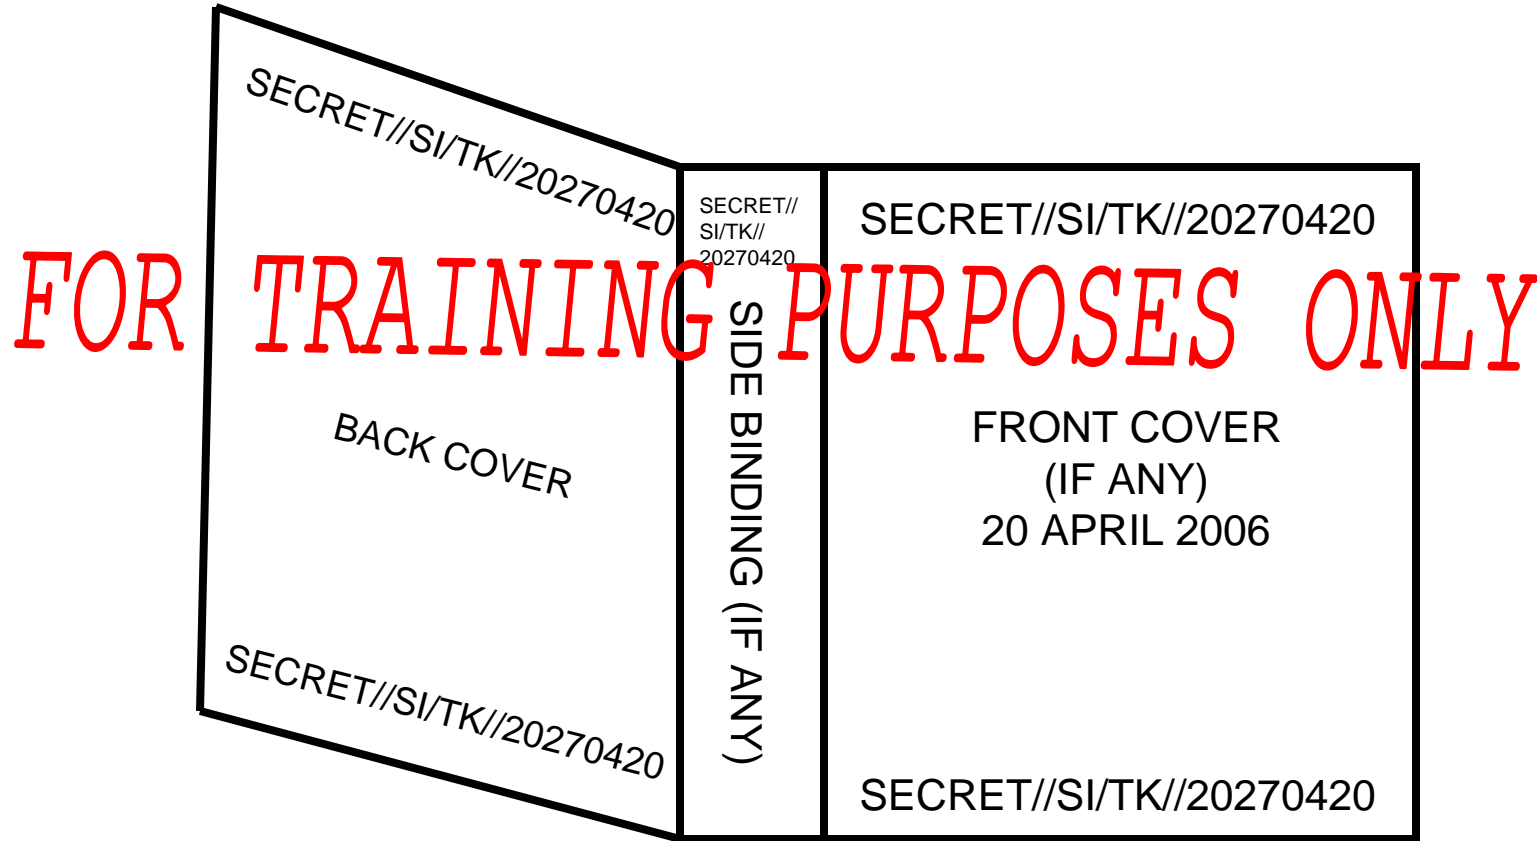 SECRET//SI/TK//20270420
BACK COVER
SECRET//SI/TK//20270420
SECRET//
SI/TK//
20270420
SIDE BINDING (IF ANY)
SECRET//SI/TK//20270420
FOR TRAINING PURPOSES ONLY
FRONT COVER
(IF ANY)
20 APRIL 2006
SECRET//SI/TK//20270420